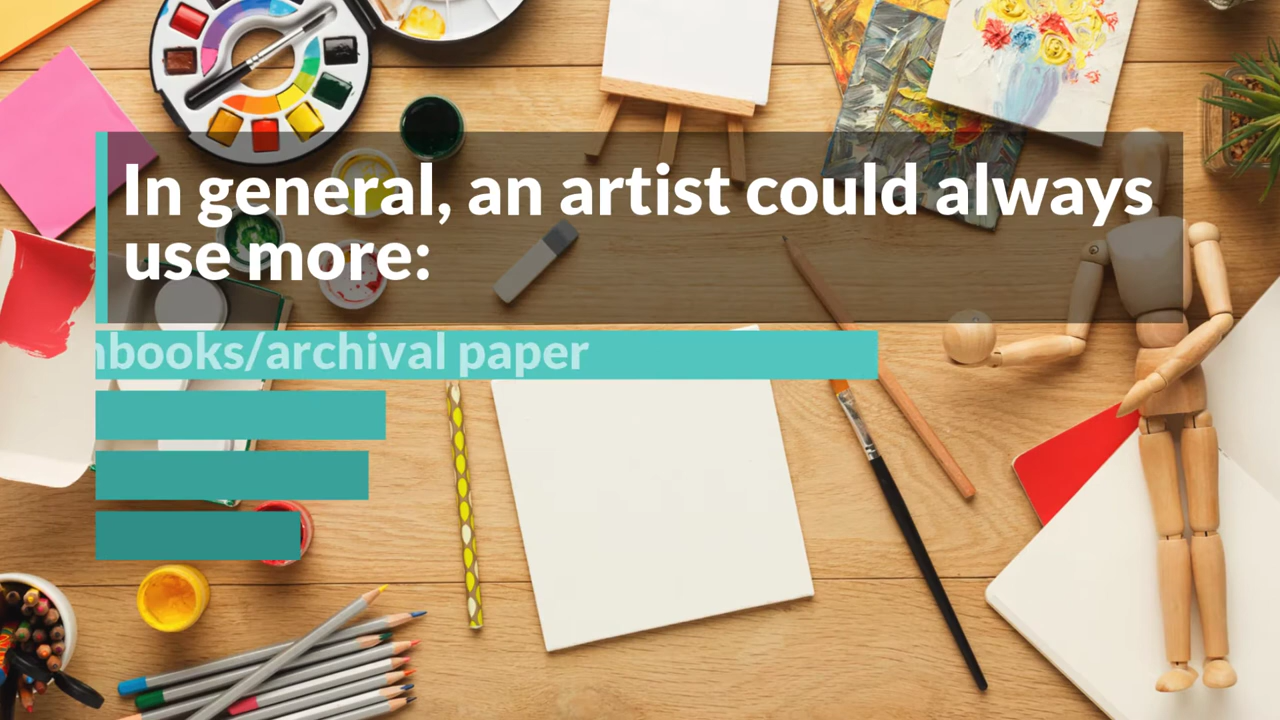 In general, an artist could always
use more:
hbooks/archival paper